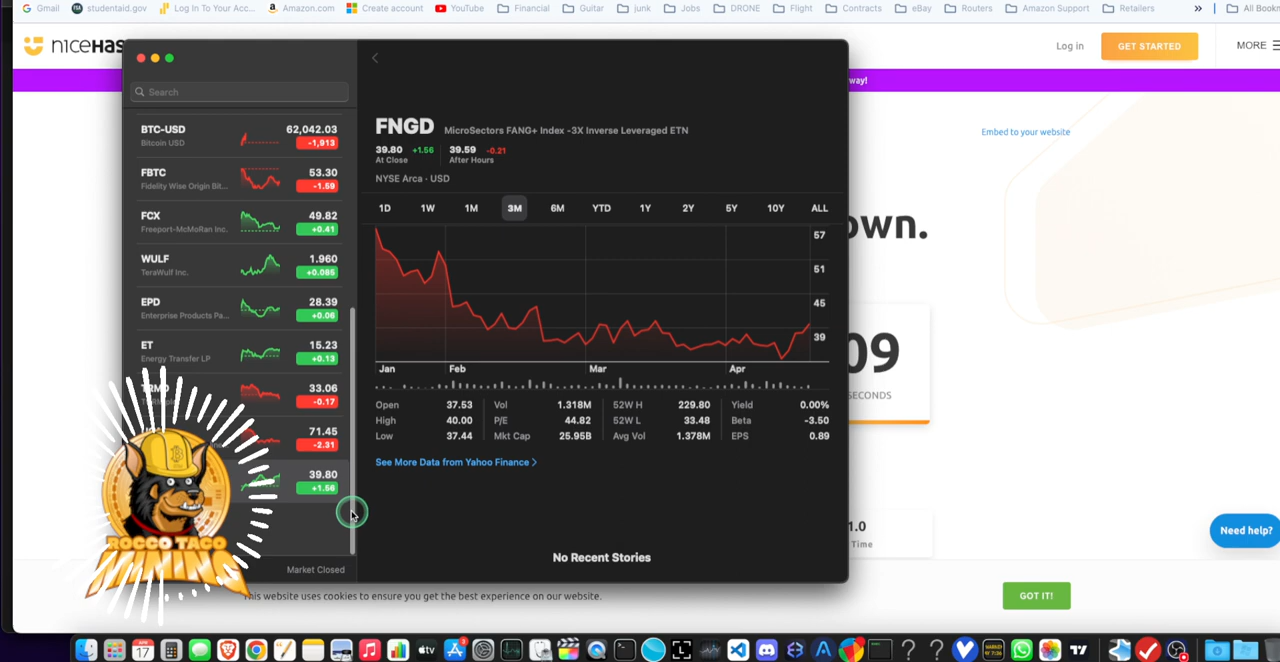 Gmail studentaid.gov Log In To Your Acc... Amazon.com Create account YouTube Financial Guitar junk Jobs DRONE Flight Contracts eBay Routers Amazon Support Retailers » All Bookm
niceHas Log in GET STARTED MORE
way!
Search
BTC-USD 62,042.03
Bitcoin USD -1,913
FBTC 53.30
Fidelity Wise Origin Bit... -1.59
FCX 49.82
Freeport-McMoRan Inc. +0.41
WULF 1.960
TeraWulf Inc. +0.085
EPD 28.39
Enterprise Products Pa... +0.06
ET 15.23
Energy Transfer LP +0.13
33.06
-0.17
71.45
-2.31
39.80
+1.56
Market Closed
FNGD MicroSectors FANG+ Index -3X Inverse Leveraged ETN
39.80 +1.56 39.59 -0.21
At Close After Hours
NYSE Arca · USD
1D 1W 1M 3M 6M YTD 1Y 2Y 5Y 10Y ALL
57
51
45
39
Jan Feb Mar Apr
Open 37.53 Vol 1.318M 52W H 229.80 Yield 0.00%
High 40.00 P/E 44.82 52W L 33.48 Beta -3.50
Low 37.44 Mkt Cap 25.95B Avg Vol 1.378M EPS 0.89
See More Data from Yahoo Finance >
No Recent Stories
Embed to your website
own.
09
SECONDS
1.0
Time
Need help?
This website uses cookies to ensure you get the best experience on our website.
GOT IT!
ROCCO TACO
MINING
APR
17
tv